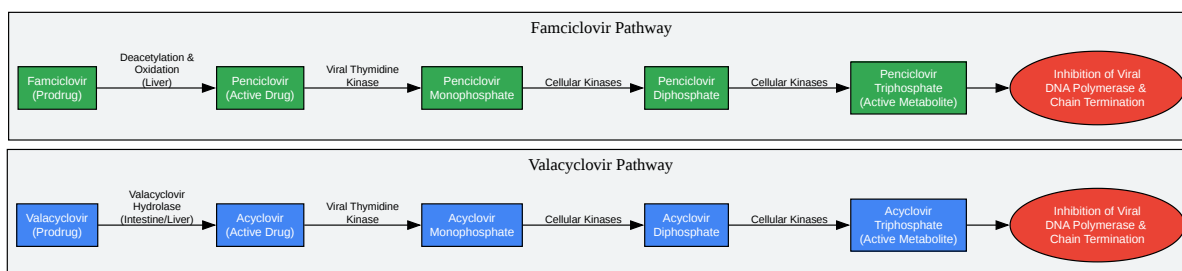 Famciclovir Pathway
Famciclovir
(Prodrug)
Deacetylation &
Oxidation
(Liver)
Penciclovir
(Active Drug)
Viral Thymidine
Kinase
Penciclovir
Monophosphate
Cellular Kinases
Penciclovir
Diphosphate
Cellular Kinases
Penciclovir
Triphosphate
(Active Metabolite)
Inhibition of Viral
DNA Polymerase &
Chain Termination
Valacyclovir Pathway
Valacyclovir
(Prodrug)
Valacyclovir
Hydrolase
(Intestine/Liver)
Acyclovir
(Active Drug)
Viral Thymidine
Kinase
Acyclovir
Monophosphate
Cellular Kinases
Acyclovir
Diphosphate
Cellular Kinases
Acyclovir
Triphosphate
(Active Metabolite)
Inhibition of Viral
DNA Polymerase &
Chain Termination